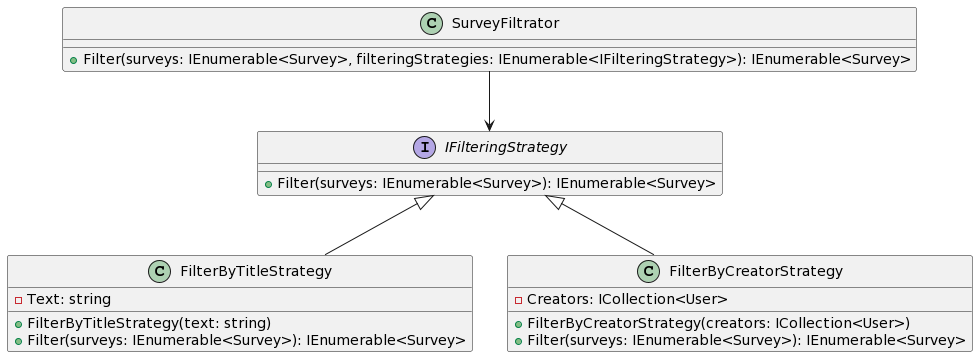 C SurveyFiltrator
Filter(surveys: IEnumerable<Survey>, filteringStrategies: IEnumerable<IFilteringStrategy>): IEnumerable<Survey>
I IFilteringStrategy
Filter(surveys: IEnumerable<Survey>): IEnumerable<Survey>
C FilterByTitleStrategy
Text: string
FilterByTitleStrategy(text: string)
Filter(surveys: IEnumerable<Survey>): IEnumerable<Survey>
C FilterByCreatorStrategy
Creators: ICollection<User>
FilterByCreatorStrategy(creators: ICollection<User>)
Filter(surveys: IEnumerable<Survey>): IEnumerable<Survey>